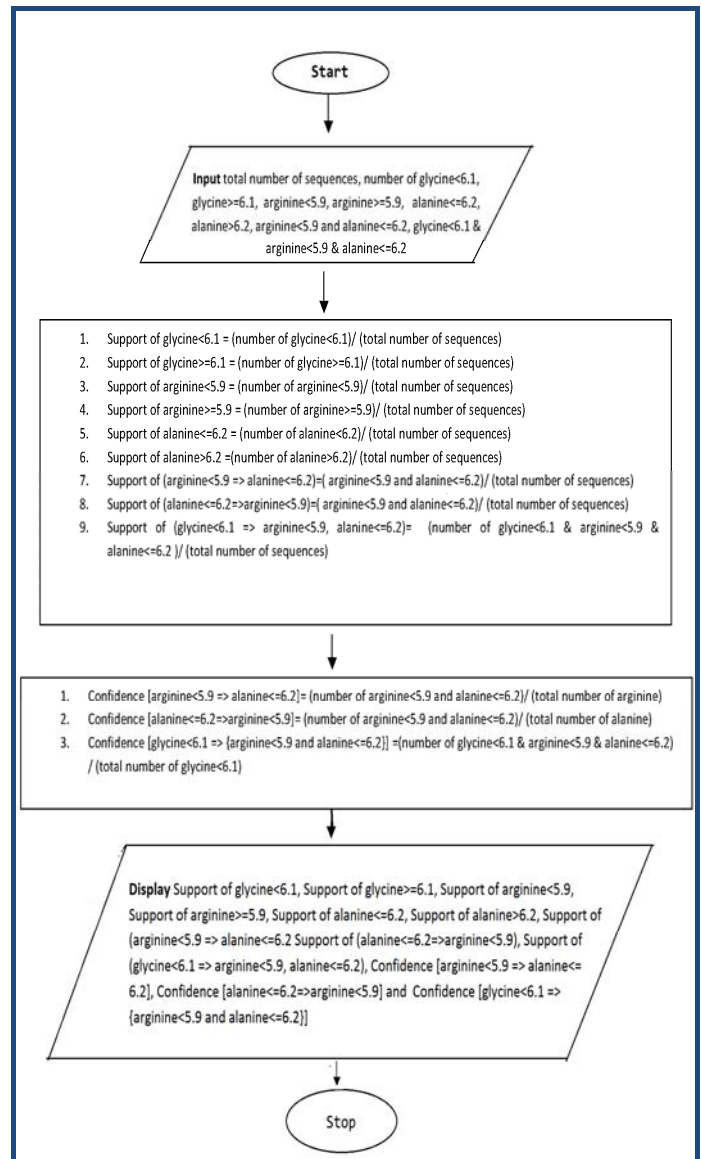 Start
Input total number of sequences, number of glycine<6.1,
glycine>=6.1, arginine<5.9, arginine>=5.9, alanine<=6.2,
alanine>6.2, arginine<5.9 and alanine<=6.2, glycine<6.1 &
arginine<5.9 & alanine<=6.2
1. Support of glycine<6.1 = (number of glycine<6.1)/ (total number of sequences)
2. Support of glycine>=6.1 = (number of glycine>=6.1)/ (total number of sequences)
3. Support of arginine<5.9 = (number of arginine<5.9)/ (total number of sequences)
4. Support of arginine>=5.9 = (number of arginine>=5.9)/ (total number of sequences)
5. Support of alanine<=6.2 = (number of alanine<6.2)/ (total number of sequences)
6. Support of alanine>6.2 =(number of alanine>6.2)/ (total number of sequences)
7. Support of (arginine<5.9 => alanine<=6.2)=( arginine<5.9 and alanine<=6.2)/ (total number of sequences)
8. Support of (alanine<=6.2=>arginine<5.9)=( arginine<5.9 and alanine<=6.2)/ (total number of sequences)
9. Support of (glycine<6.1 => arginine<5.9, alanine<=6.2)= (number of glycine<6.1 & arginine<5.9 &
alanine<=6.2 )/ (total number of sequences)
1. Confidence [arginine<5.9 => alanine<=6.2]= (number of arginine<5.9 and alanine<=6.2)/ (total number of arginine)
2. Confidence [alanine<=6.2=>arginine<5.9]= (number of arginine<5.9 and alanine<=6.2)/ (total number of alanine)
3. Confidence [glycine<6.1 => {arginine<5.9 and alanine<=6.2}] =(number of glycine<6.1 & arginine<5.9 & alanine<=6.2)
/ (total number of glycine<6.1)
Display Support of glycine<6.1, Support of glycine>=6.1, Support of arginine<5.9,
Support of arginine>=5.9, Support of alanine<=6.2, Support of alanine>6.2, Support of
(arginine<5.9 => alanine<=6.2 Support of (alanine<=6.2=>arginine<5.9), Support of
(glycine<6.1 => arginine<5.9, alanine<=6.2), Confidence [arginine<5.9 => alanine<=
6.2], Confidence [alanine<=6.2=>arginine<5.9] and Confidence [glycine<6.1 =>
{arginine<5.9 and alanine<=6.2}]
Stop